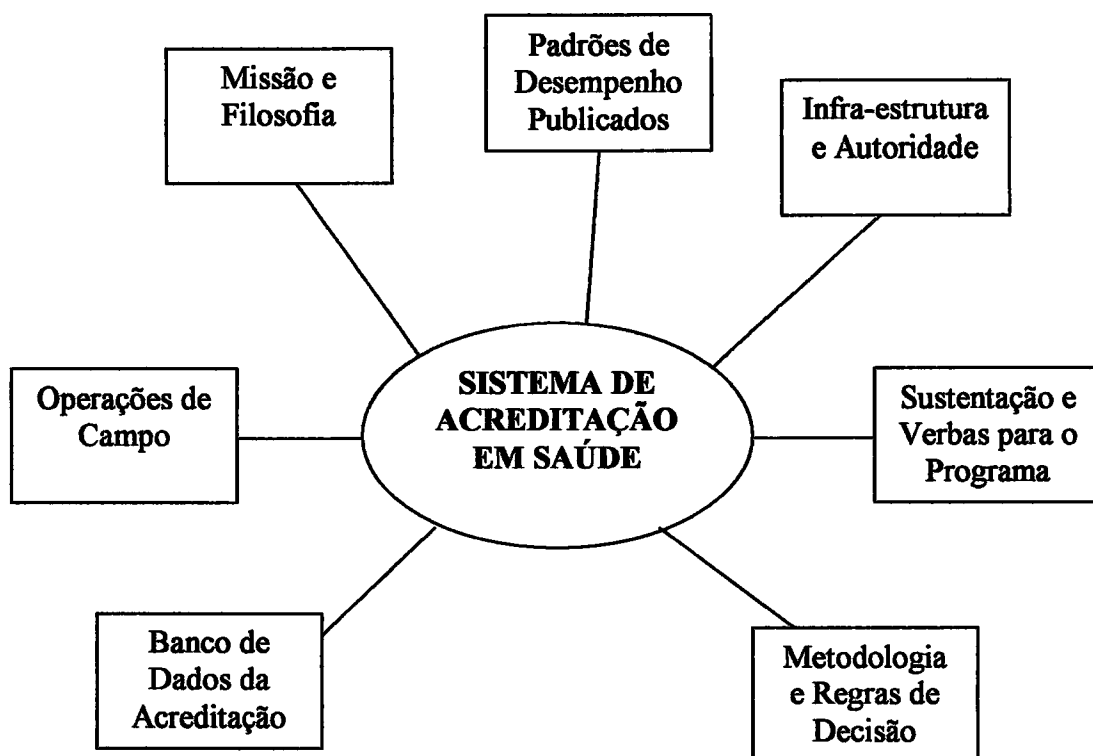 Missão e
Filosofia
Padrões de
Desempenho
Publicados
Infra-estrutura
e Autoridade
Operações de
Campo
SISTEMA DE
ACREDITAÇÃO
EM SAÚDE
Sustentação e
Verbas para o
Programa
Banco de
Dados da
Acreditação
Metodologia
e Regras de
Decisão